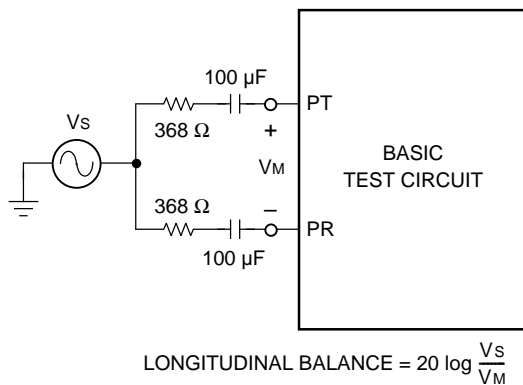 100 µF
PT
VS
368 Ω
+
VM
BASIC
TEST CIRCUIT
368 Ω
–
PR
100 µF
LONGITUDINAL BALANCE = 20 log VS/VM